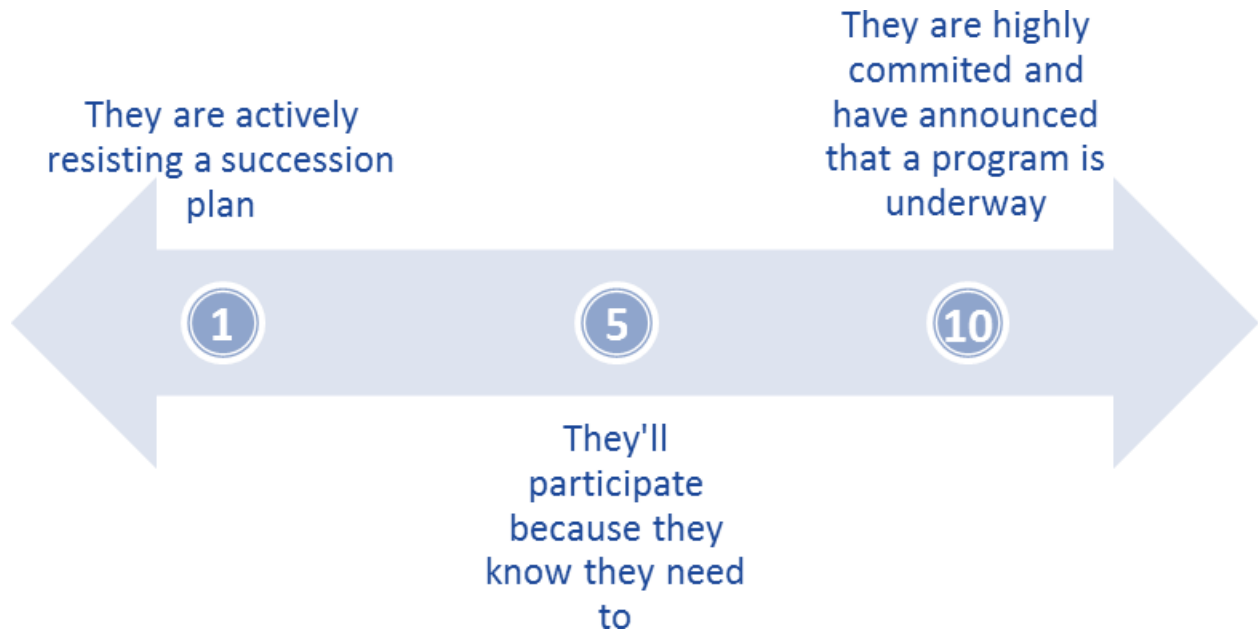 They are actively
resisting a succession
plan
They are highly
commited and
have announced
that a program is
underway
1
5
10
They'll
participate
because they
know they need
to